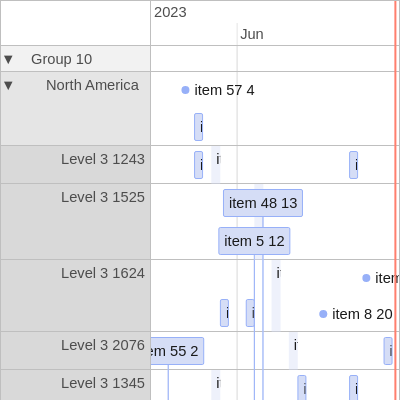 2023
Jun
▼ Group 10
▼ North America
item 57 4
i
Level 3 1243
i
i
i
Level 3 1525
item 48 13
item 5 12
Level 3 1624
i
item
i
i
item 8 20
Level 3 2076
em 55 2
i
i
Level 3 1345
i
i
i